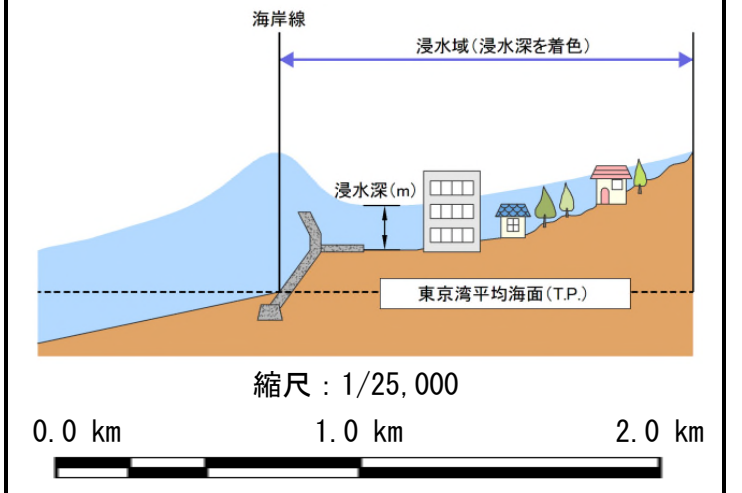 海岸線
浸水域(浸水深を着色)
浸水深(m)
東京湾平均海面(T.P.)
縮尺:1/25,000
0.0 km 1.0 km 2.0 km